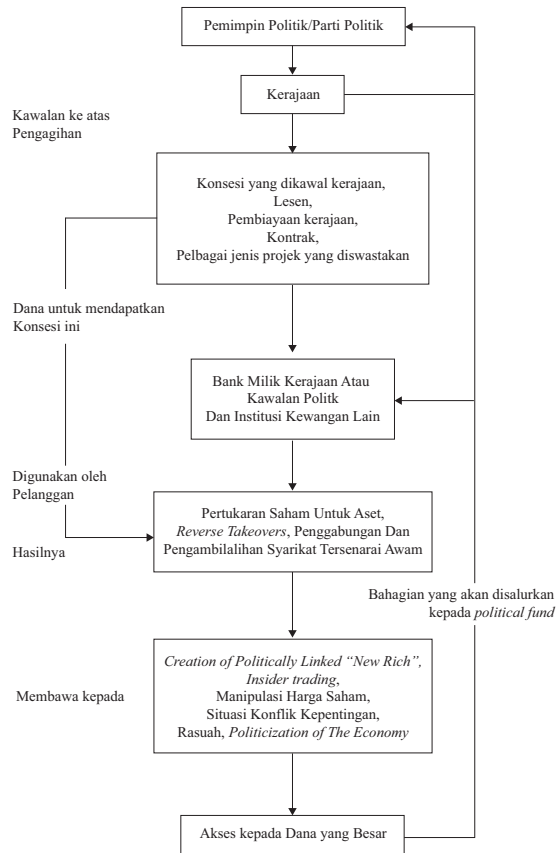 Pemimpin Politik/Parti Politik
Kerajaan
Kawalan ke atas
Pengagihan
Konsesi yang dikawal kerajaan,
Lesen,
Pembiayaan kerajaan,
Kontrak,
Pelbagai jenis projek yang diswastakan
Dana untuk mendapatkan
Konsesi ini
Bank Milik Kerajaan Atau
Kawalan Politk
Dan Institusi Kewangan Lain
Digunakan oleh
Pelanggan
Pertukaran Saham Untuk Aset,
Reverse Takeovers, Penggabungan Dan
Pengambilalihan Syarikat Tersenarai Awam
Hasilnya
Bahagian yang akan disalurkan
kepada political fund
Creation of Politically Linked “New Rich”,
Insider trading,
Manipulasi Harga Saham,
Situasi Konflik Kepentingan,
Rasuah, Politicization of The Economy
Membawa kepada
Akses kepada Dana yang Besar